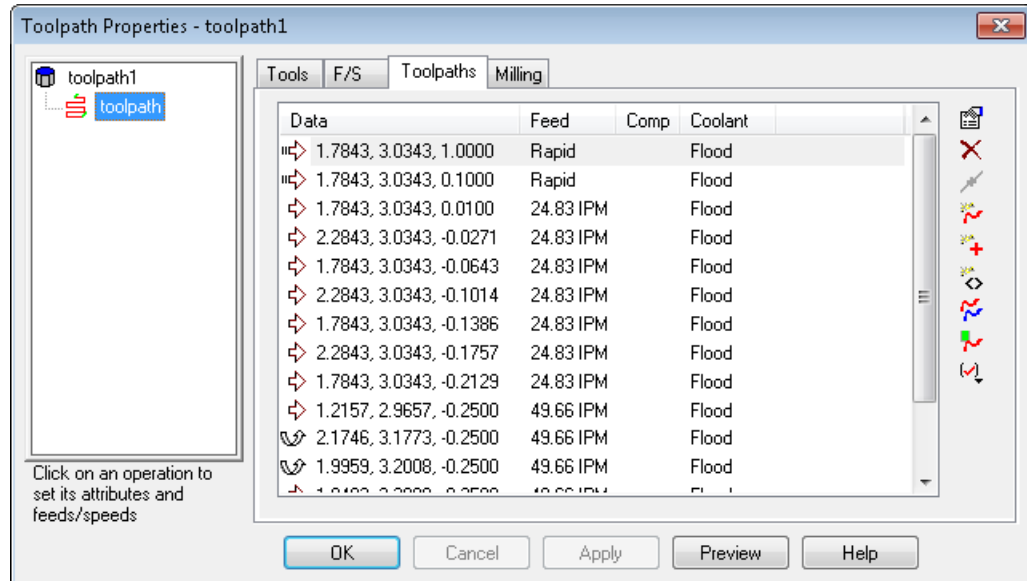 Toolpath Properties - toolpath1
toolpath1
toolpath
Tools F/S Toolpaths Milling
Data Feed Comp Coolant
1.7843, 3.0343, 1.0000 Rapid Flood
1.7843, 3.0343, 0.1000 Rapid Flood
1.7843, 3.0343, 0.0100 24.83 IPM Flood
2.2843, 3.0343, -0.0271 24.83 IPM Flood
1.7843, 3.0343, -0.0643 24.83 IPM Flood
2.2843, 3.0343, -0.1014 24.83 IPM Flood
1.7843, 3.0343, -0.1386 24.83 IPM Flood
2.2843, 3.0343, -0.1757 24.83 IPM Flood
1.7843, 3.0343, -0.2129 24.83 IPM Flood
1.2157, 2.9657, -0.2500 49.66 IPM Flood
2.1746, 3.1773, -0.2500 49.66 IPM Flood
1.9959, 3.2008, -0.2500 49.66 IPM Flood
Click on an operation to
set its attributes and
feeds/speeds
OK Cancel Apply Preview Help